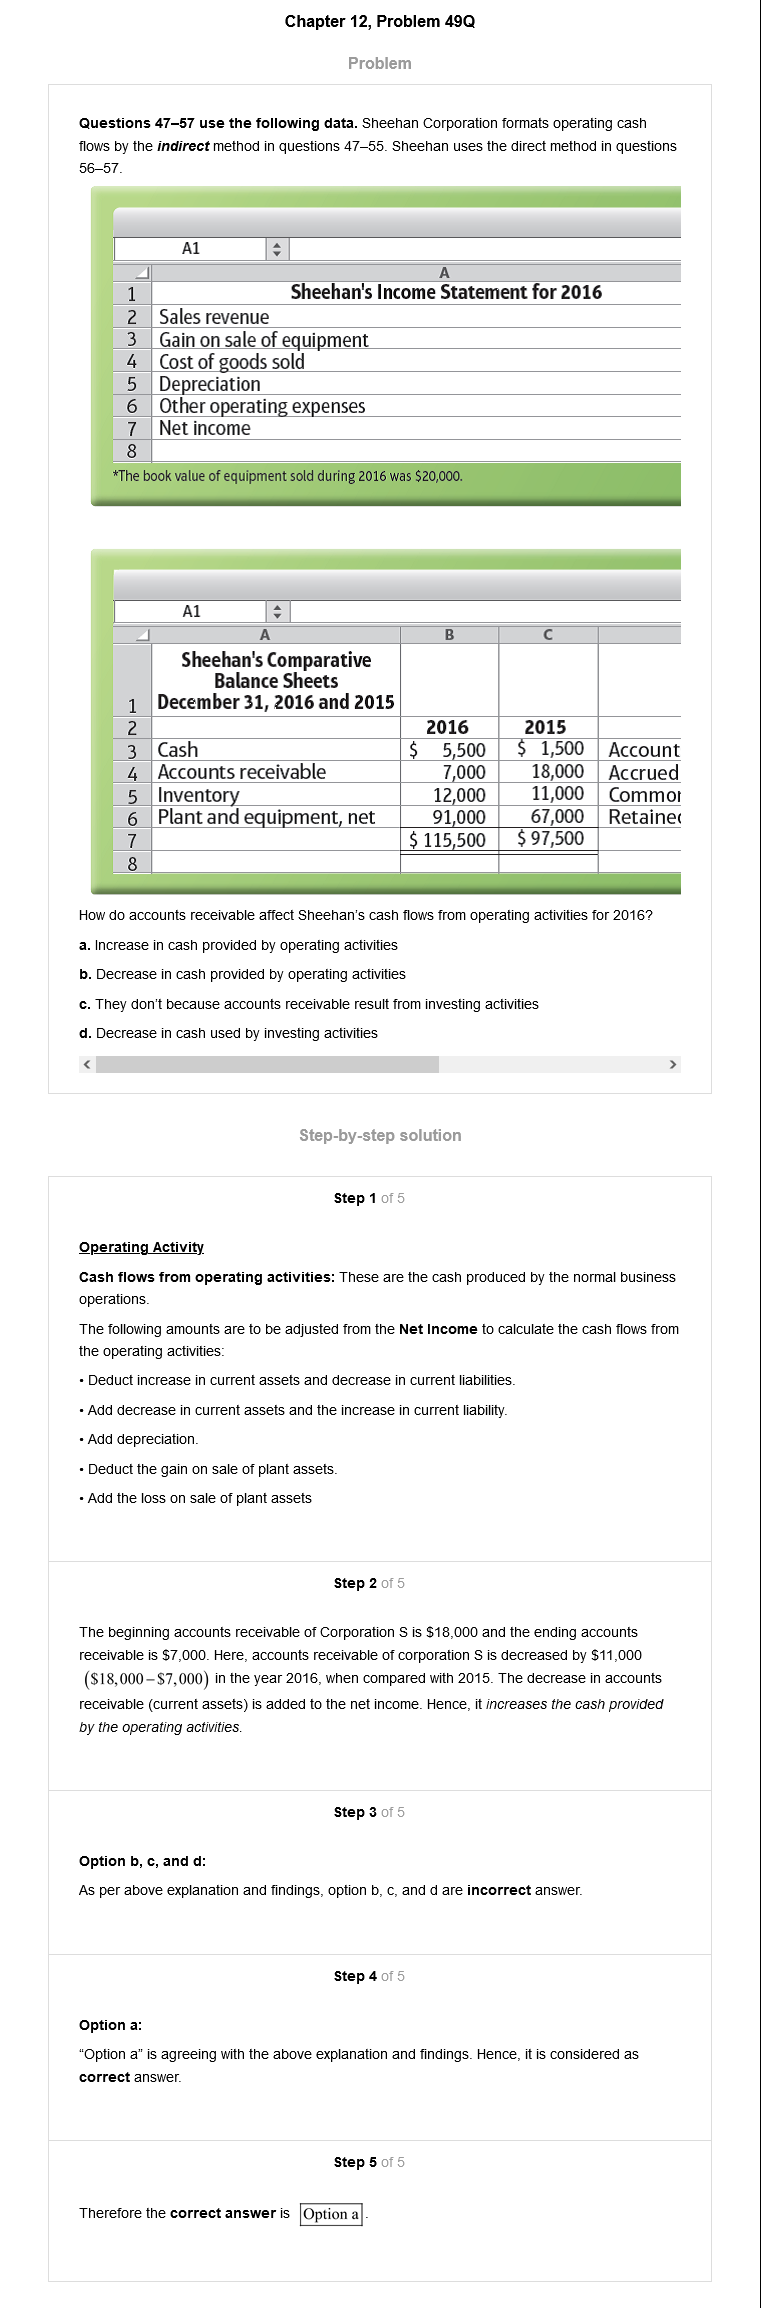 Chapter 12, Problem 49Q
Problem
Questions 47–57 use the following data. Sheehan Corporation formats operating cash
flows by the indirect method in questions 47–55. Sheehan uses the direct method in questions
56–57.
A1
A
1 Sheehan's Income Statement for 2016
2 Sales revenue
3 Gain on sale of equipment
4 Cost of goods sold
5 Depreciation
6 Other operating expenses
7 Net income
8
*The book value of equipment sold during 2016 was $20,000.
A1
A B C
Sheehan's Comparative
Balance Sheets
1 December 31, 2016 and 2015
2 2016 2015
3 Cash $ 5,500 $ 1,500 Account
4 Accounts receivable 7,000 18,000 Accrued
5 Inventory 12,000 11,000 Commo
6 Plant and equipment, net 91,000 67,000 Retaine
7 $ 115,500 $ 97,500
8
How do accounts receivable affect Sheehan's cash flows from operating activities for 2016?
a. Increase in cash provided by operating activities
b. Decrease in cash provided by operating activities
c. They don't because accounts receivable result from investing activities
d. Decrease in cash used by investing activities
Step-by-step solution
Step 1 of 5
Operating Activity
Cash flows from operating activities: These are the cash produced by the normal business
operations.
The following amounts are to be adjusted from the Net Income to calculate the cash flows from
the operating activities:
• Deduct increase in current assets and decrease in current liabilities.
• Add decrease in current assets and the increase in current liability.
• Add depreciation.
• Deduct the gain on sale of plant assets.
• Add the loss on sale of plant assets
Step 2 of 5
The beginning accounts receivable of Corporation S is $18,000 and the ending accounts
receivable is $7,000. Here, accounts receivable of corporation S is decreased by $11,000
($18,000–$7,000) in the year 2016, when compared with 2015. The decrease in accounts
receivable (current assets) is added to the net income. Hence, it increases the cash provided
by the operating activities.
Step 3 of 5
Option b, c, and d:
As per above explanation and findings, option b, c, and d are incorrect answer.
Step 4 of 5
Option a:
“Option a” is agreeing with the above explanation and findings. Hence, it is considered as
correct answer.
Step 5 of 5
Therefore the correct answer is Option a.